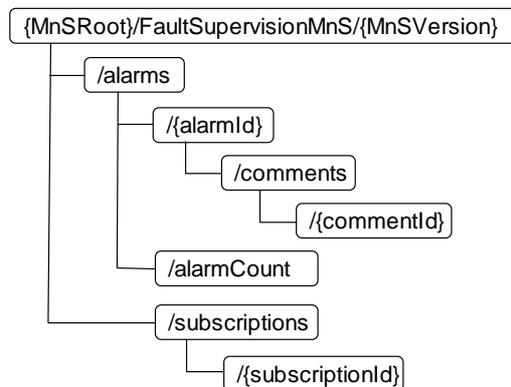 {MnSRoot}/FaultSupervisionMnS/{MnSVersion}
/alarms
/{alarmId}
/comments
/{commentId}
/alarmCount
/subscriptions
/{subscriptionId}